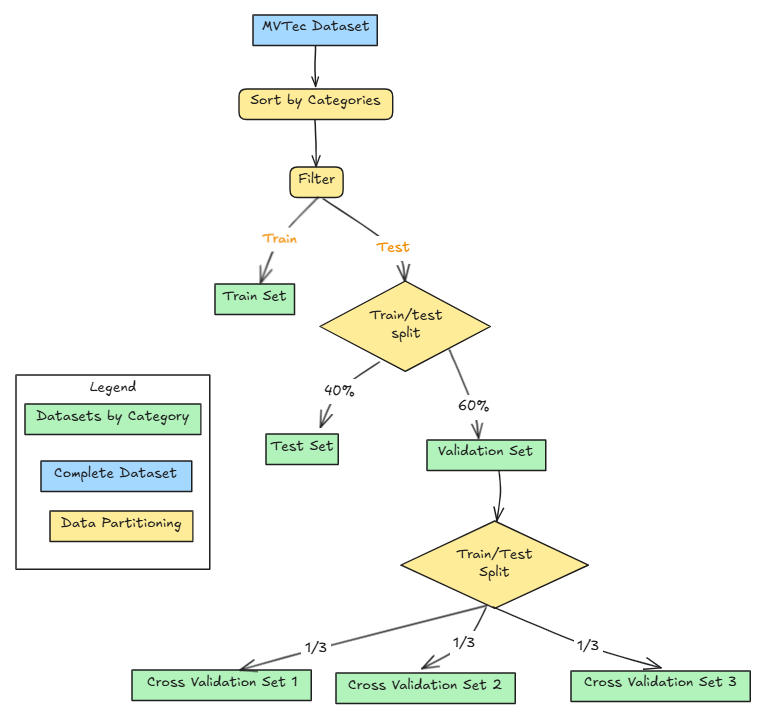 MVTec Dataset
Sort by Categories
Filter
Train
Test
Train Set
Train/test
split
40%
60%
Test Set
Validation Set
Legend
Datasets by Category
Complete Dataset
Data Partitioning
Train/Test
Split
1/3
1/3
1/3
Cross Validation Set 1
Cross Validation Set 2
Cross Validation Set 3